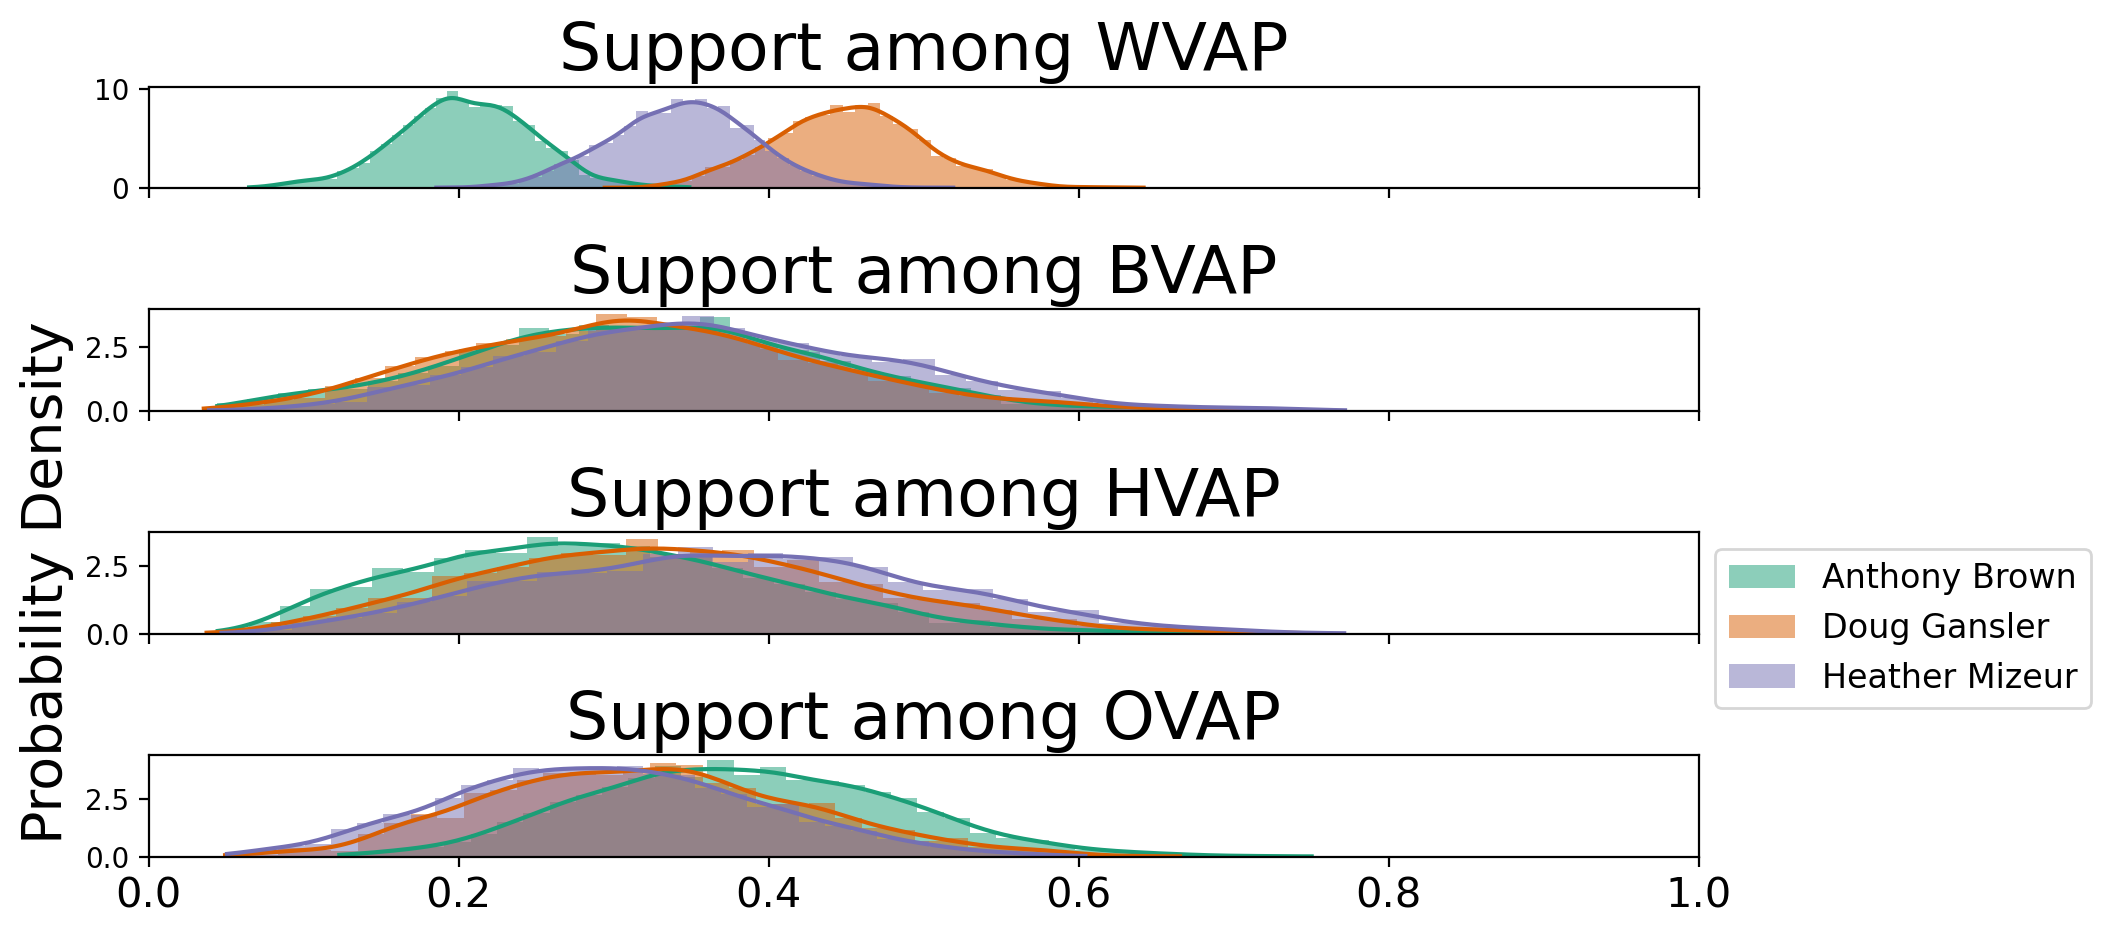 Support among WVAP
10
0
Support among BVAP
2.5
0.0
Support among HVAP
2.5
0.0
Support among OVAP
2.5
0.0
0.0 0.2 0.4 0.6 0.8 1.0
Probability Density
Anthony Brown
Doug Gansler
Heather Mizeur